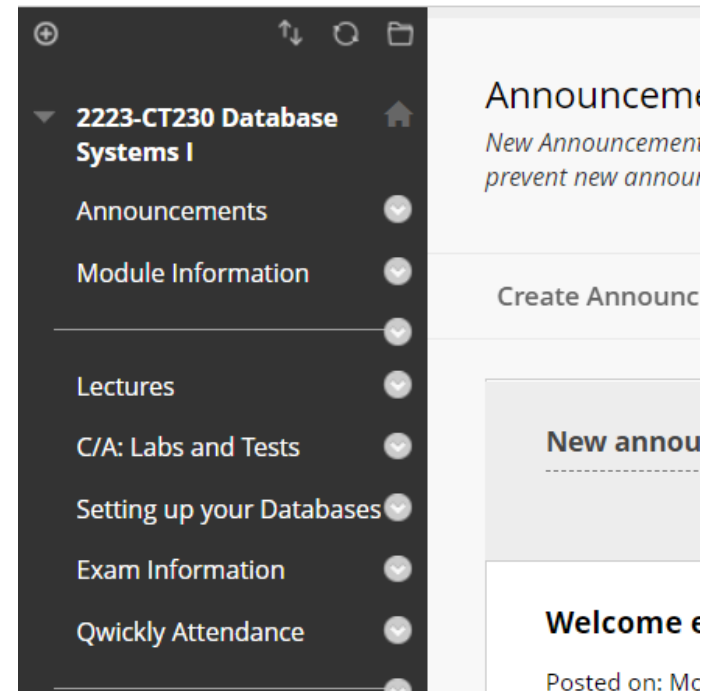 2223-CT230 Database
Systems I
Announcements
Module Information
Lectures
C/A: Labs and Tests
Setting up your Databases
Exam Information
Qwickly Attendance
Announceme
New Announcement
prevent new annou
Create Announc
New annou
Welcome e
Posted on: Mo